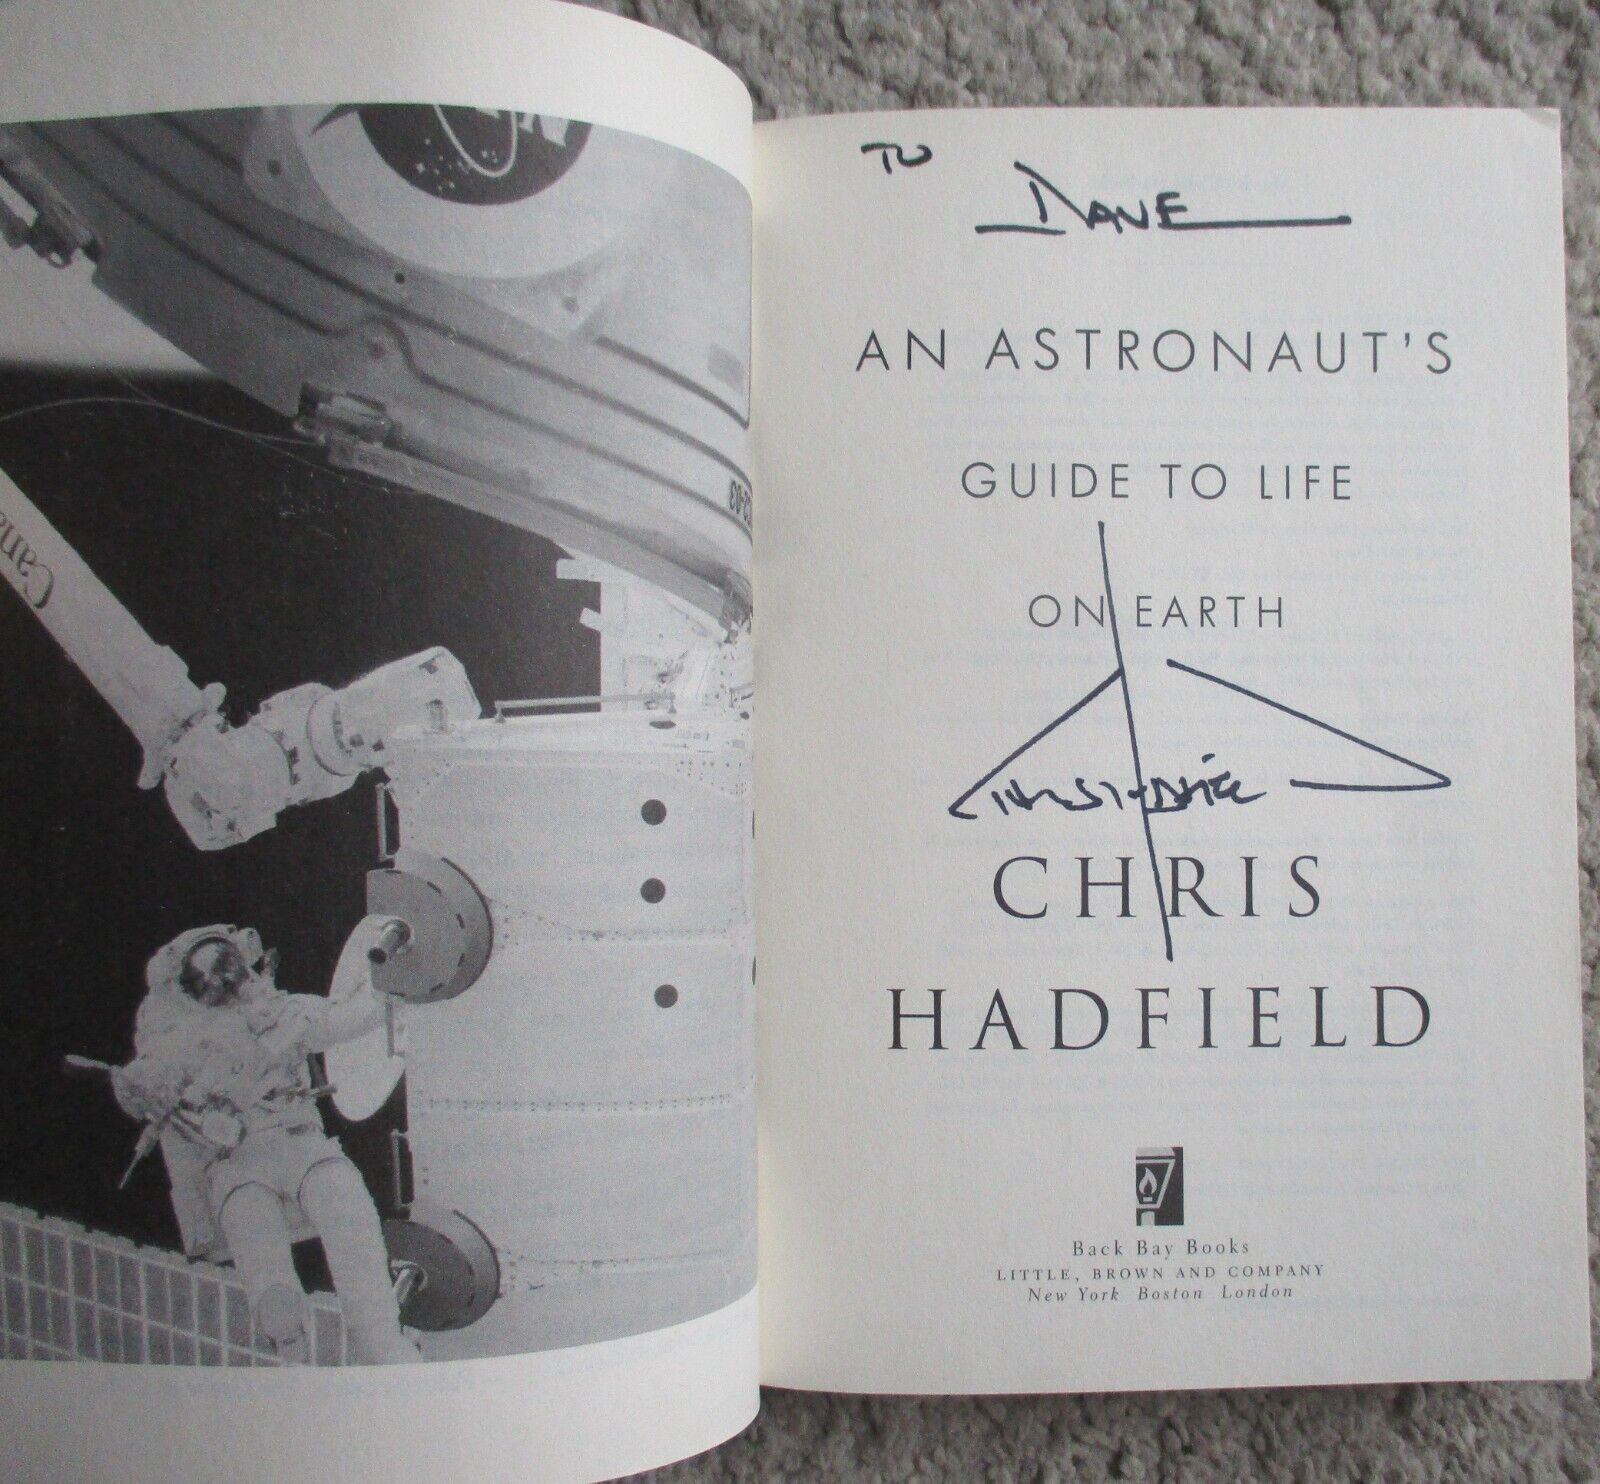 Cana
TO
DAVE
AN ASTRONAUT'S
GUIDE TO LIFE
ON EARTH
CHRIS
HADFIELD
Back Bay Books
LITTLE, BROWN AND COMPANY
New York Boston London